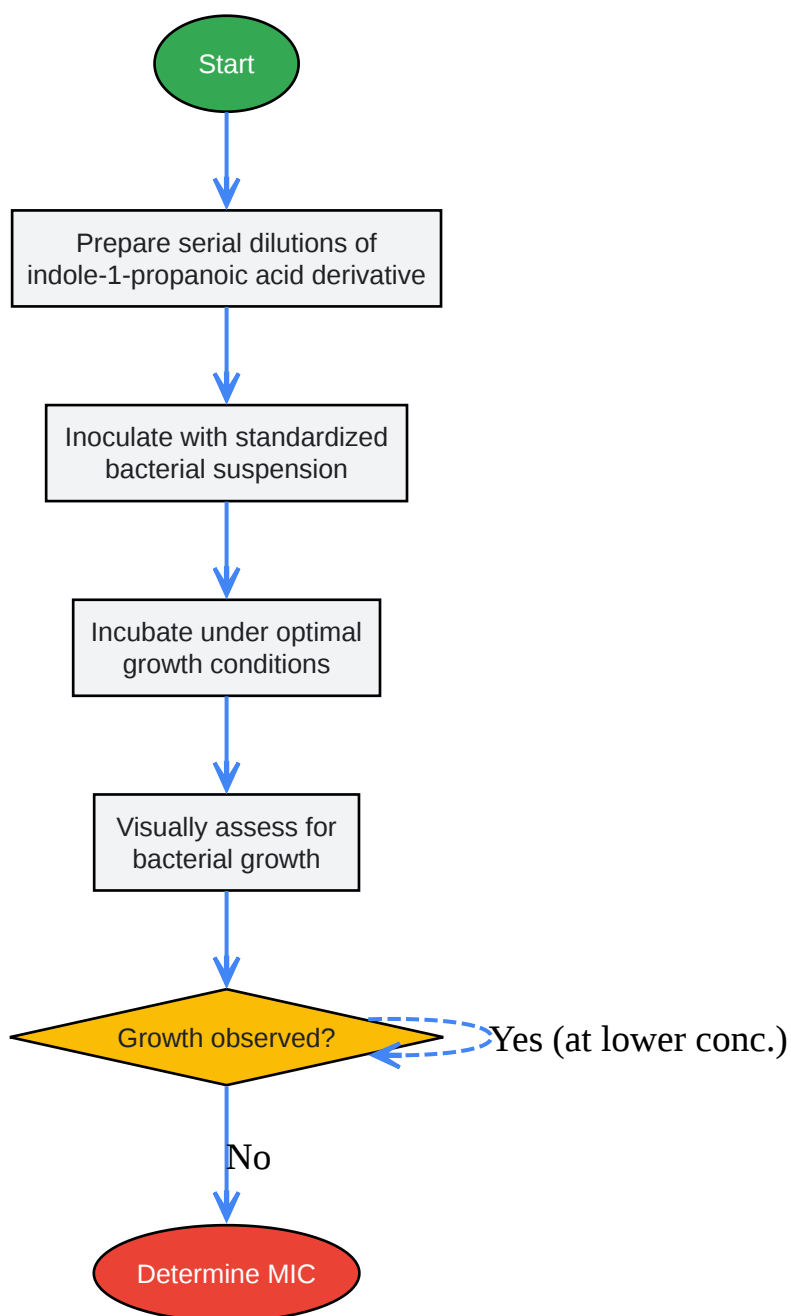 Start
Prepare serial dilutions of
indole-1-propanoic acid derivative
Inoculate with standardized
bacterial suspension
Incubate under optimal
growth conditions
Visually assess for
bacterial growth
Growth observed?
Yes (at lower conc.)
No
Determine MIC